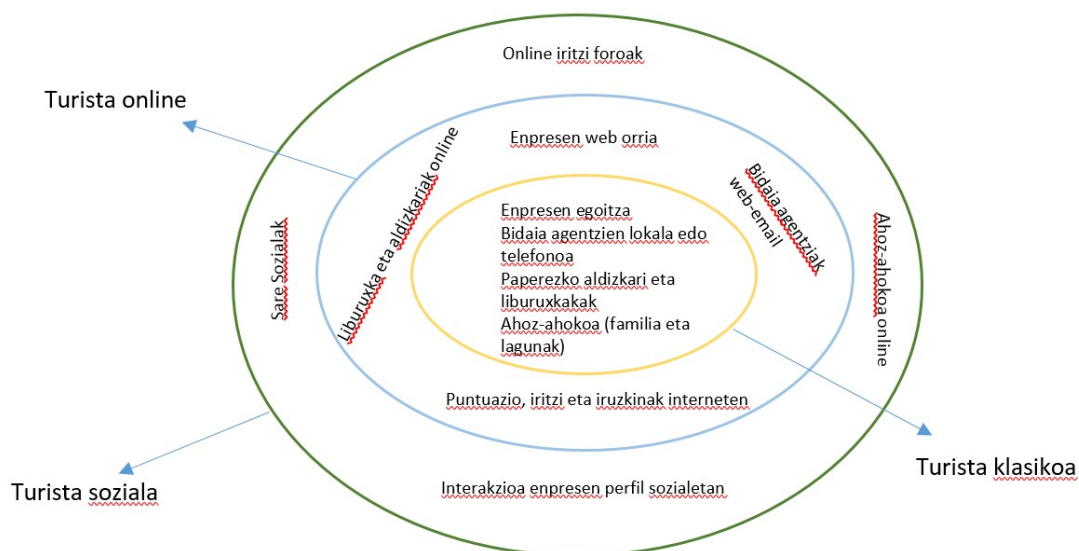 Online iritzi foroak
Turista online
Enpresen web orria
Liburuxka eta aldizkariak online
Bidaia agentziak
web-email
Sare Sozialak
Ahoz-ahokoa online
Enpresen egoitza
Bidaia agentzien lokala edo
telefonoa
Paperezko aldizkari eta
liburuxkakak
Ahoz-ahokoa (familia eta
lagunak)
Puntuazio, iritzi eta iruzkinak interneten
Turista klasikoa
Turista soziala
Interakzioa enpresen perfil sozialetan